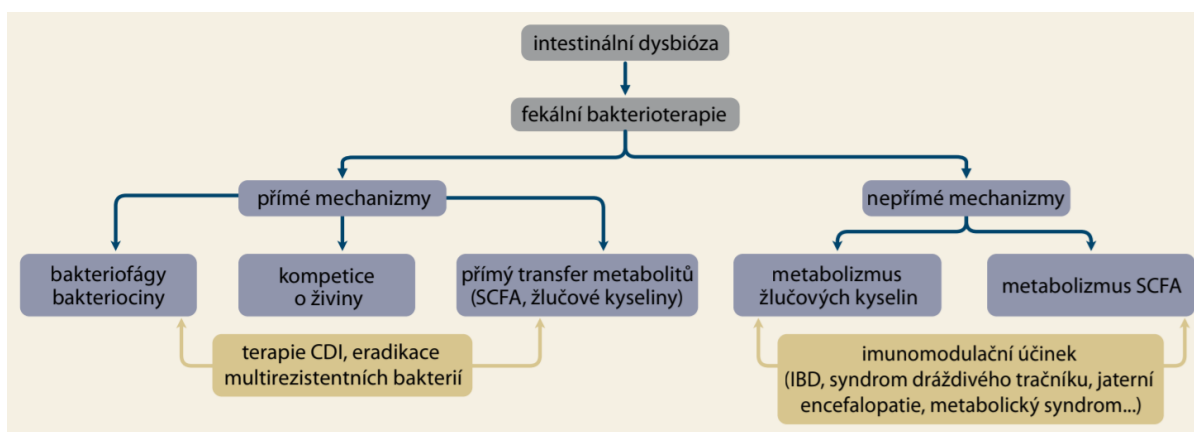 intestinální dysbióza
fekální bakterioterapie
přímé mechanizmy
nepřímé mechanizmy
bakteriofágy
bakteriociny
kompetice
o živiny
přímý transfer metabolitů
(SCFA, žlučové kyseliny)
metabolizmus
žlučových kyselin
metabolizmus SCFA
terapie CDI, eradikace
multirezistentních bakterií
imunomodulační účinek
(IBD, syndrom dráždivého tračníku, jaterní
encefalopatie, metabolický syndrom...)